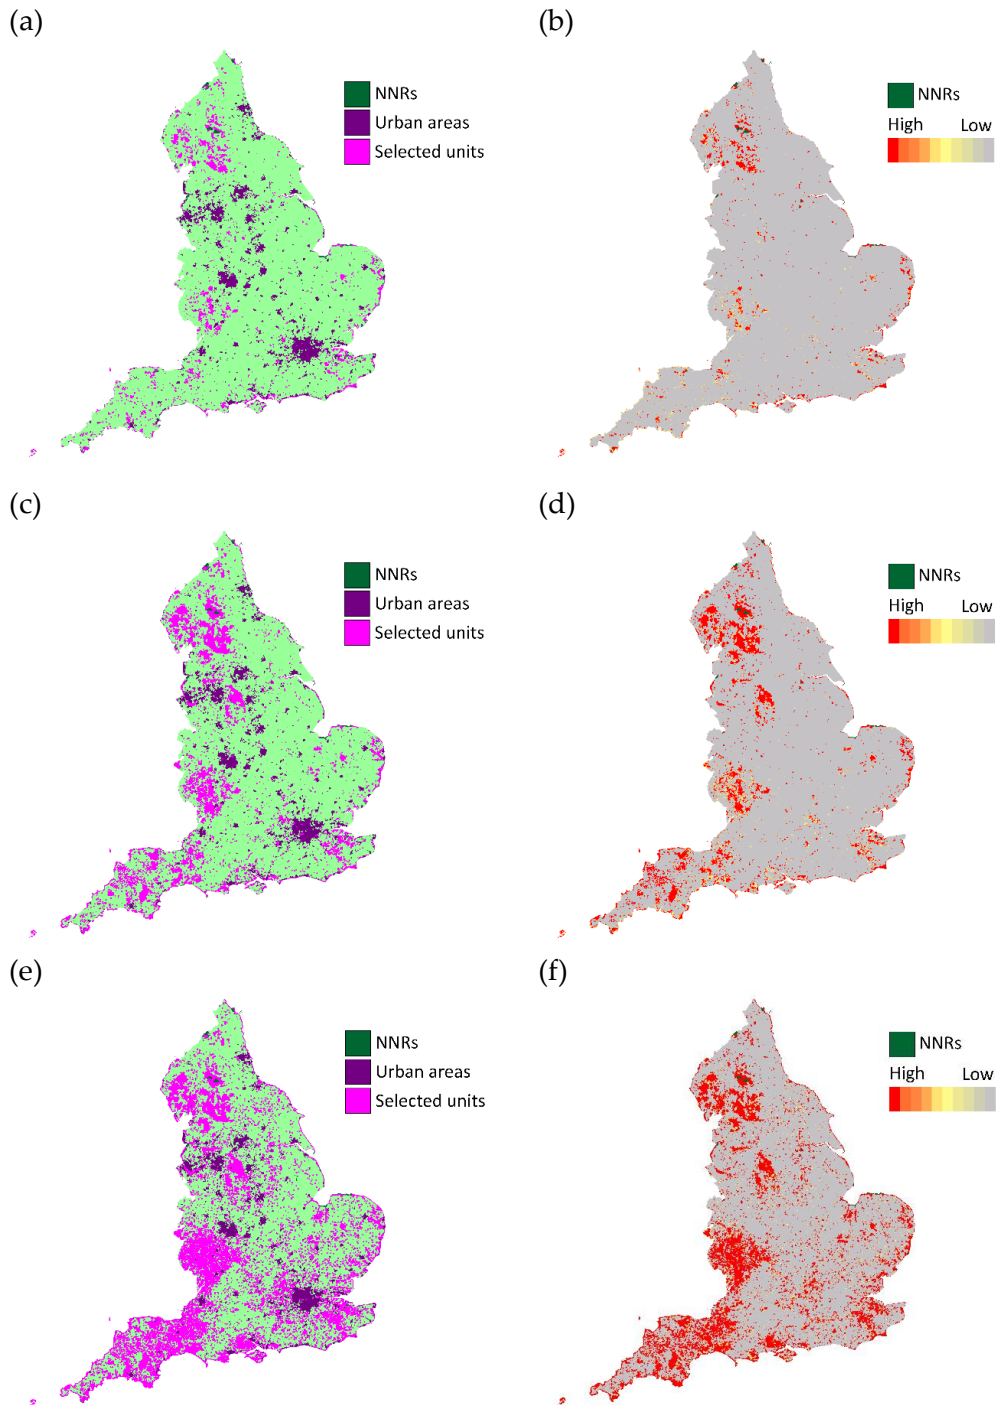 (a)
(b)
NNRs
Urban areas
Selected units
NNRs
High Low
(c)
(d)
NNRs
Urban areas
Selected units
NNRs
High Low
(e)
(f)
NNRs
Urban areas
Selected units
NNRs
High Low